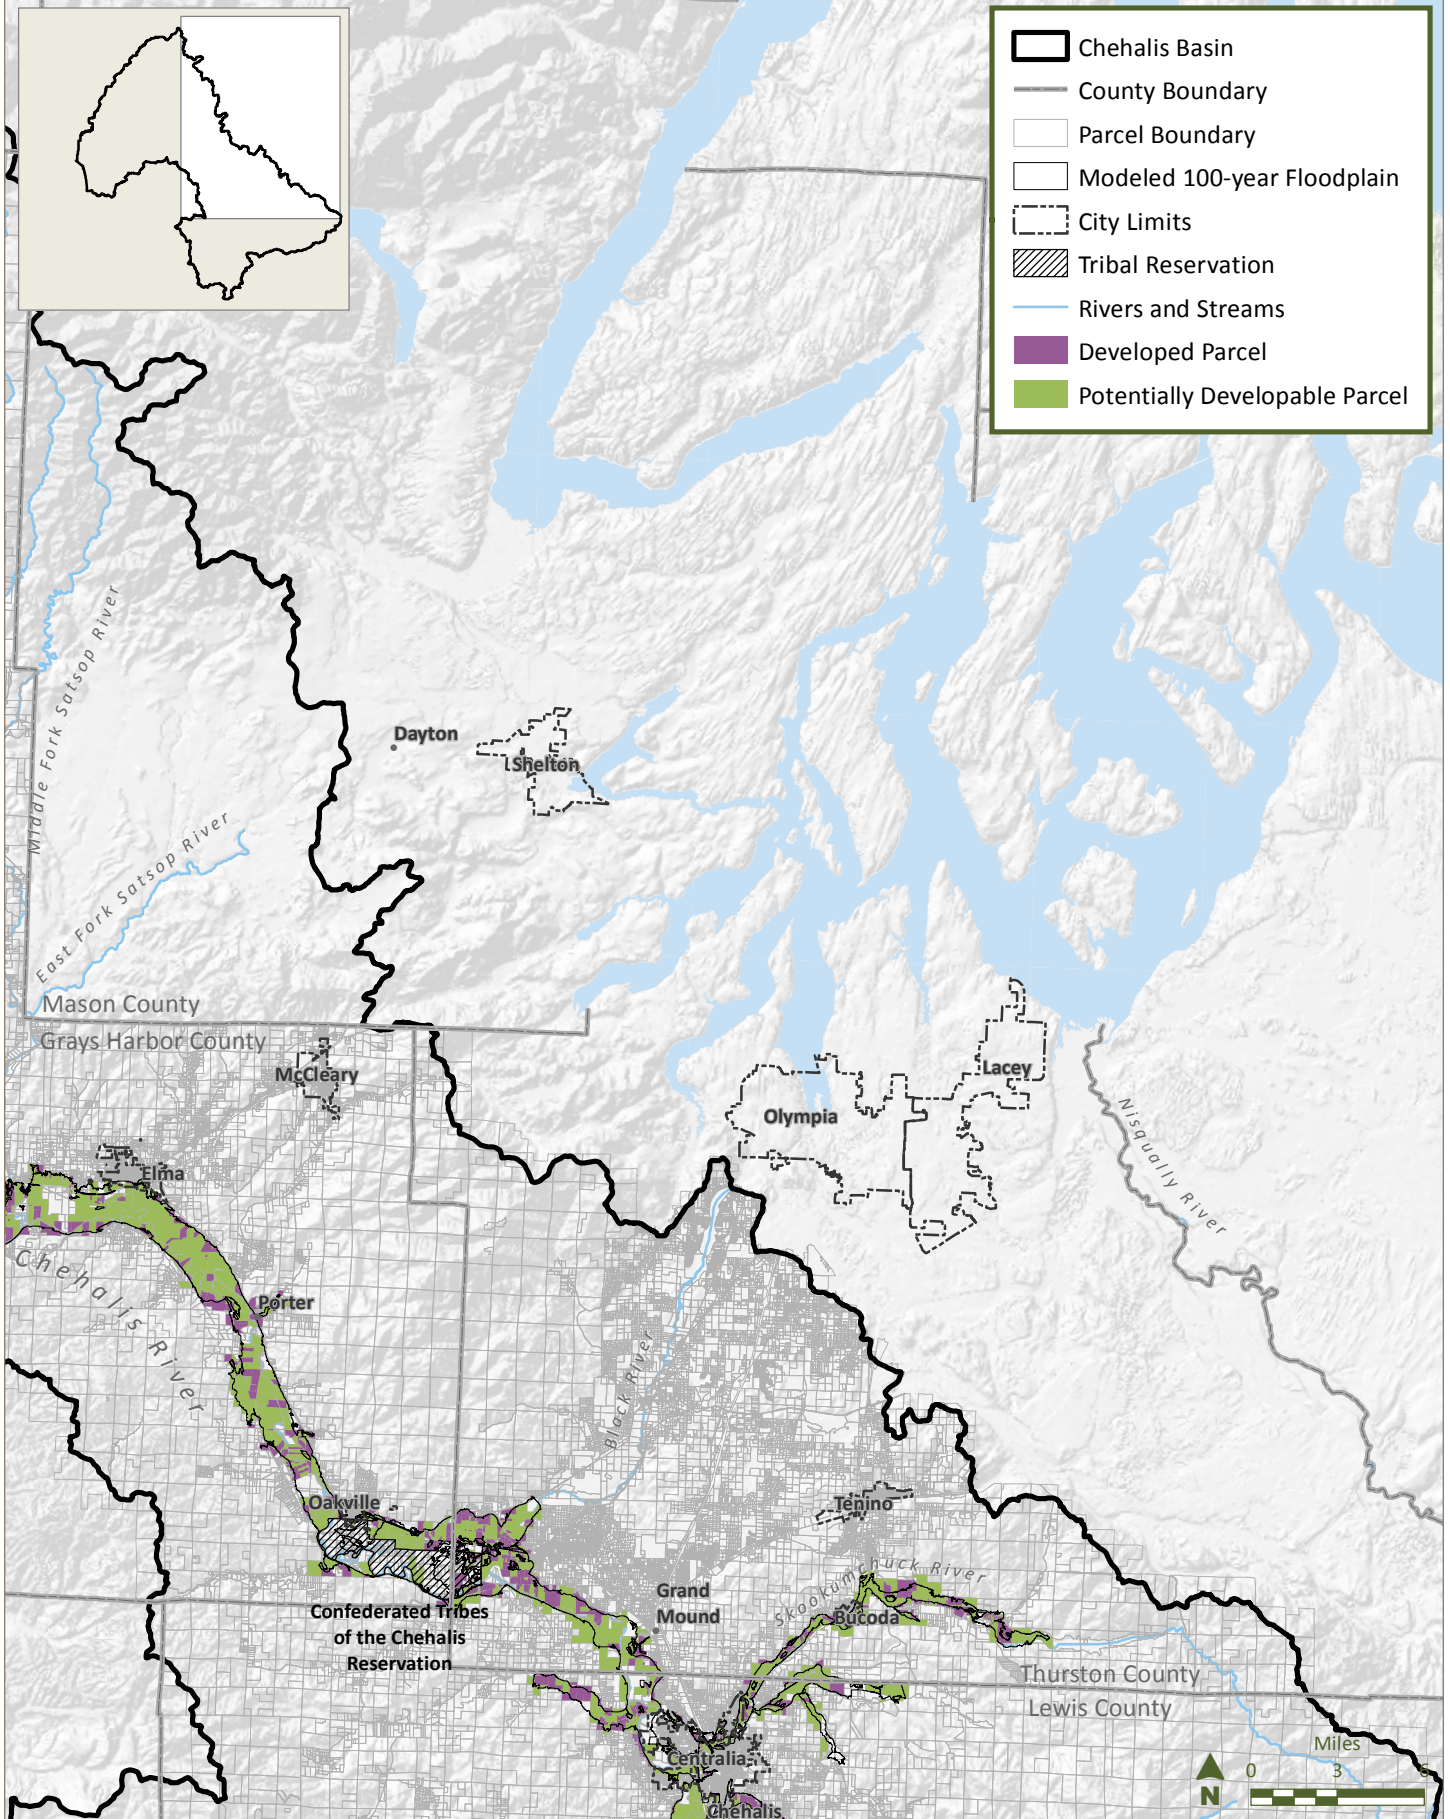 Chehalis Basin
County Boundary
Parcel Boundary
Modeled 100-year Floodplain
City Limits
Tribal Reservation
Rivers and Streams
Developed Parcel
Potentially Developable Parcel
Middle Fork Satsop River
Dayton
Shelton
East Fork Satsop River
Mason County
Grays Harbor County
McCleary
Lacey
Olympia
Nisqually River
Elma
Chehalis River
Porter
Black River
Oakville
Tenino
Skookumchuck River
Grand
Mound
Bucoda
Confederated Tribes
of the Chehalis
Reservation
Thurston County
Lewis County
Centralia
Chehalis
Miles
0 3 6
N